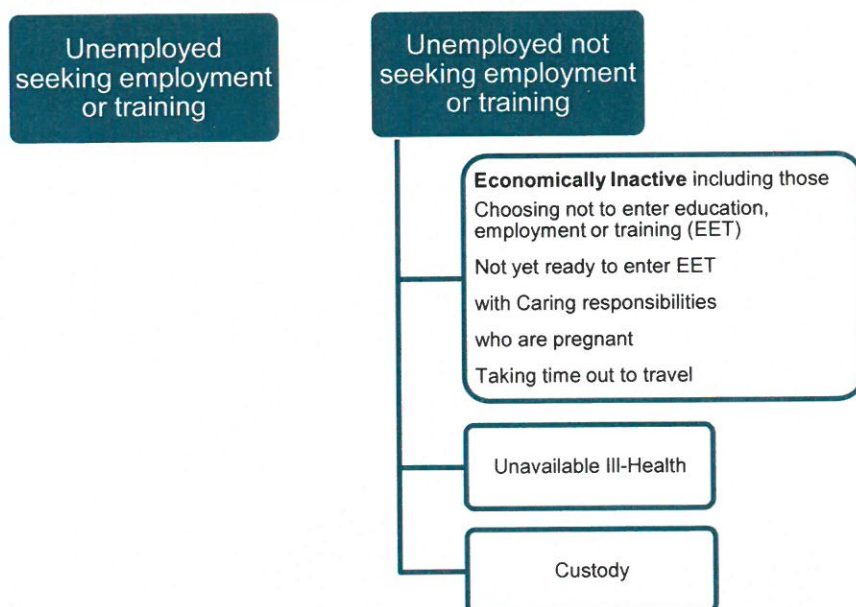 Unemployed
seeking employment
or training
Unemployed not
seeking employment
or training
Economically Inactive including those
Choosing not to enter education,
employment or training (EET)
Not yet ready to enter EET
with Caring responsibilities
who are pregnant
Taking time out to travel
Unavailable Ill-Health
Custody